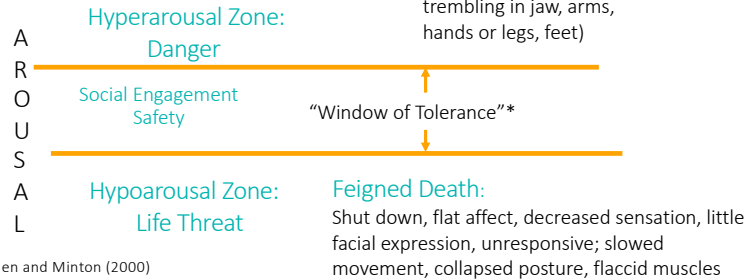 trembling in jaw, arms,
hands or legs, feet)
Hyperarousal Zone:
Danger
AROUSAL
Social Engagement
Safety
“Window of Tolerance”*
Hypoarousal Zone:
Life Threat
Feigned Death:
Shut down, flat affect, decreased sensation, little
facial expression, unresponsive; slowed
movement, collapsed posture, flaccid muscles
en and Minton (2000)